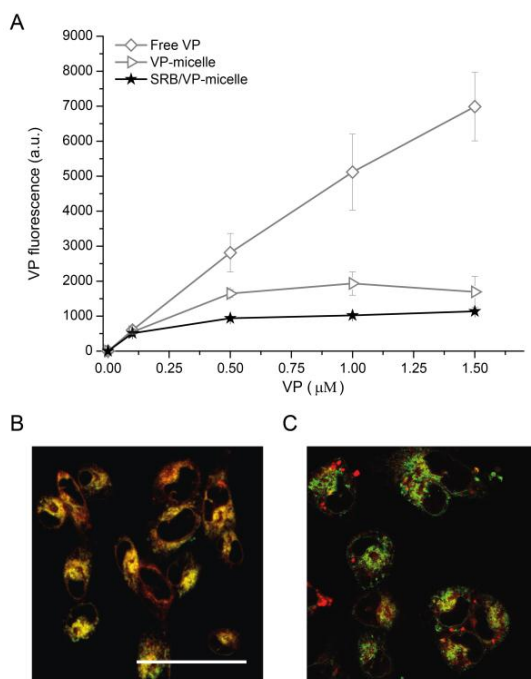 A
Free VP
VP-micelle
SRB/VP-micelle
VP fluorescence (a.u.)
9000
8000
7000
6000
5000
4000
3000
2000
1000
0
0.00 0.25 0.50 0.75 1.00 1.25 1.50
VP (μM)
B C